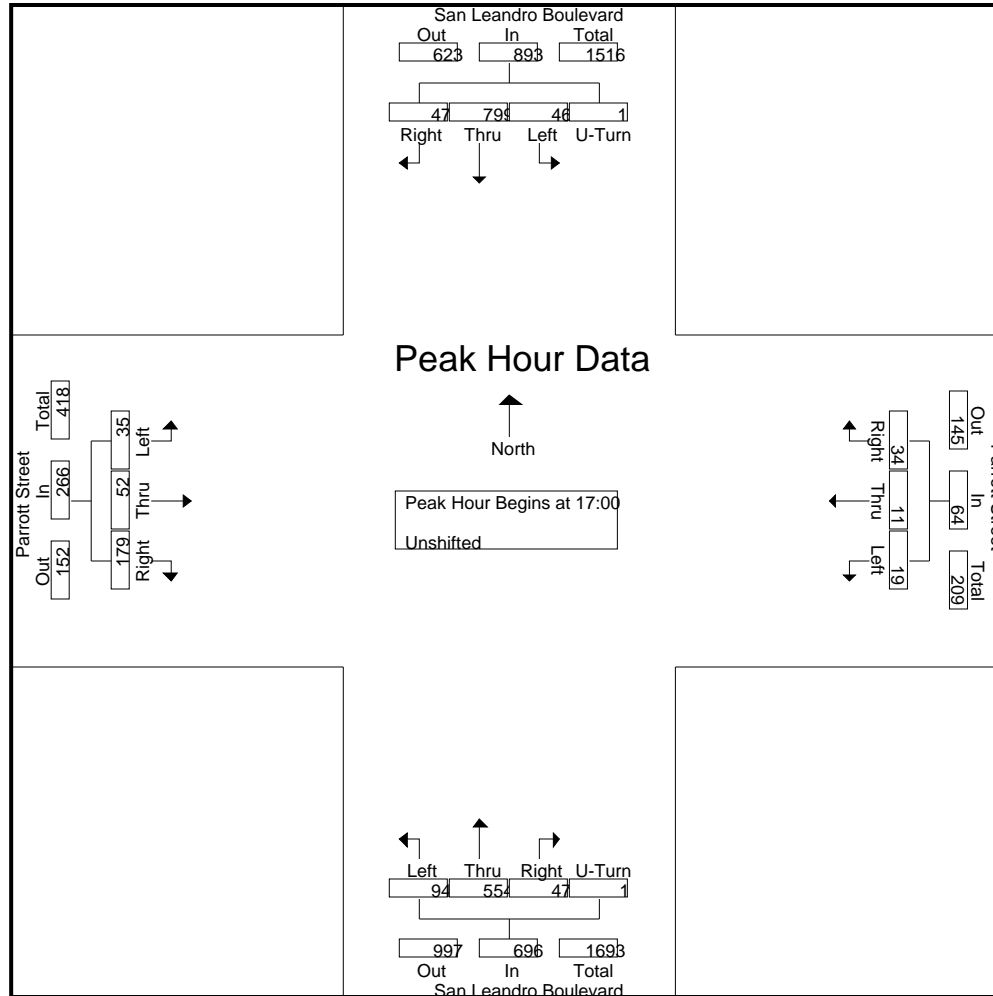 San Leandro Boulevard
Out In Total
623 893 1516
47 799 46 1
Right Thru Left U-Turn
Peak Hour Data
North
Peak Hour Begins at 17:00
Unshifted
Parrott Street
Total In Out
418 266 152
35 52 179
Left Thru Right
Out In Total
145 64 209
34 11 19
Right Thru Left
Left Thru Right U-Turn
94 554 47 1
997 696 1693
Out In Total
San Leandro Boulevard